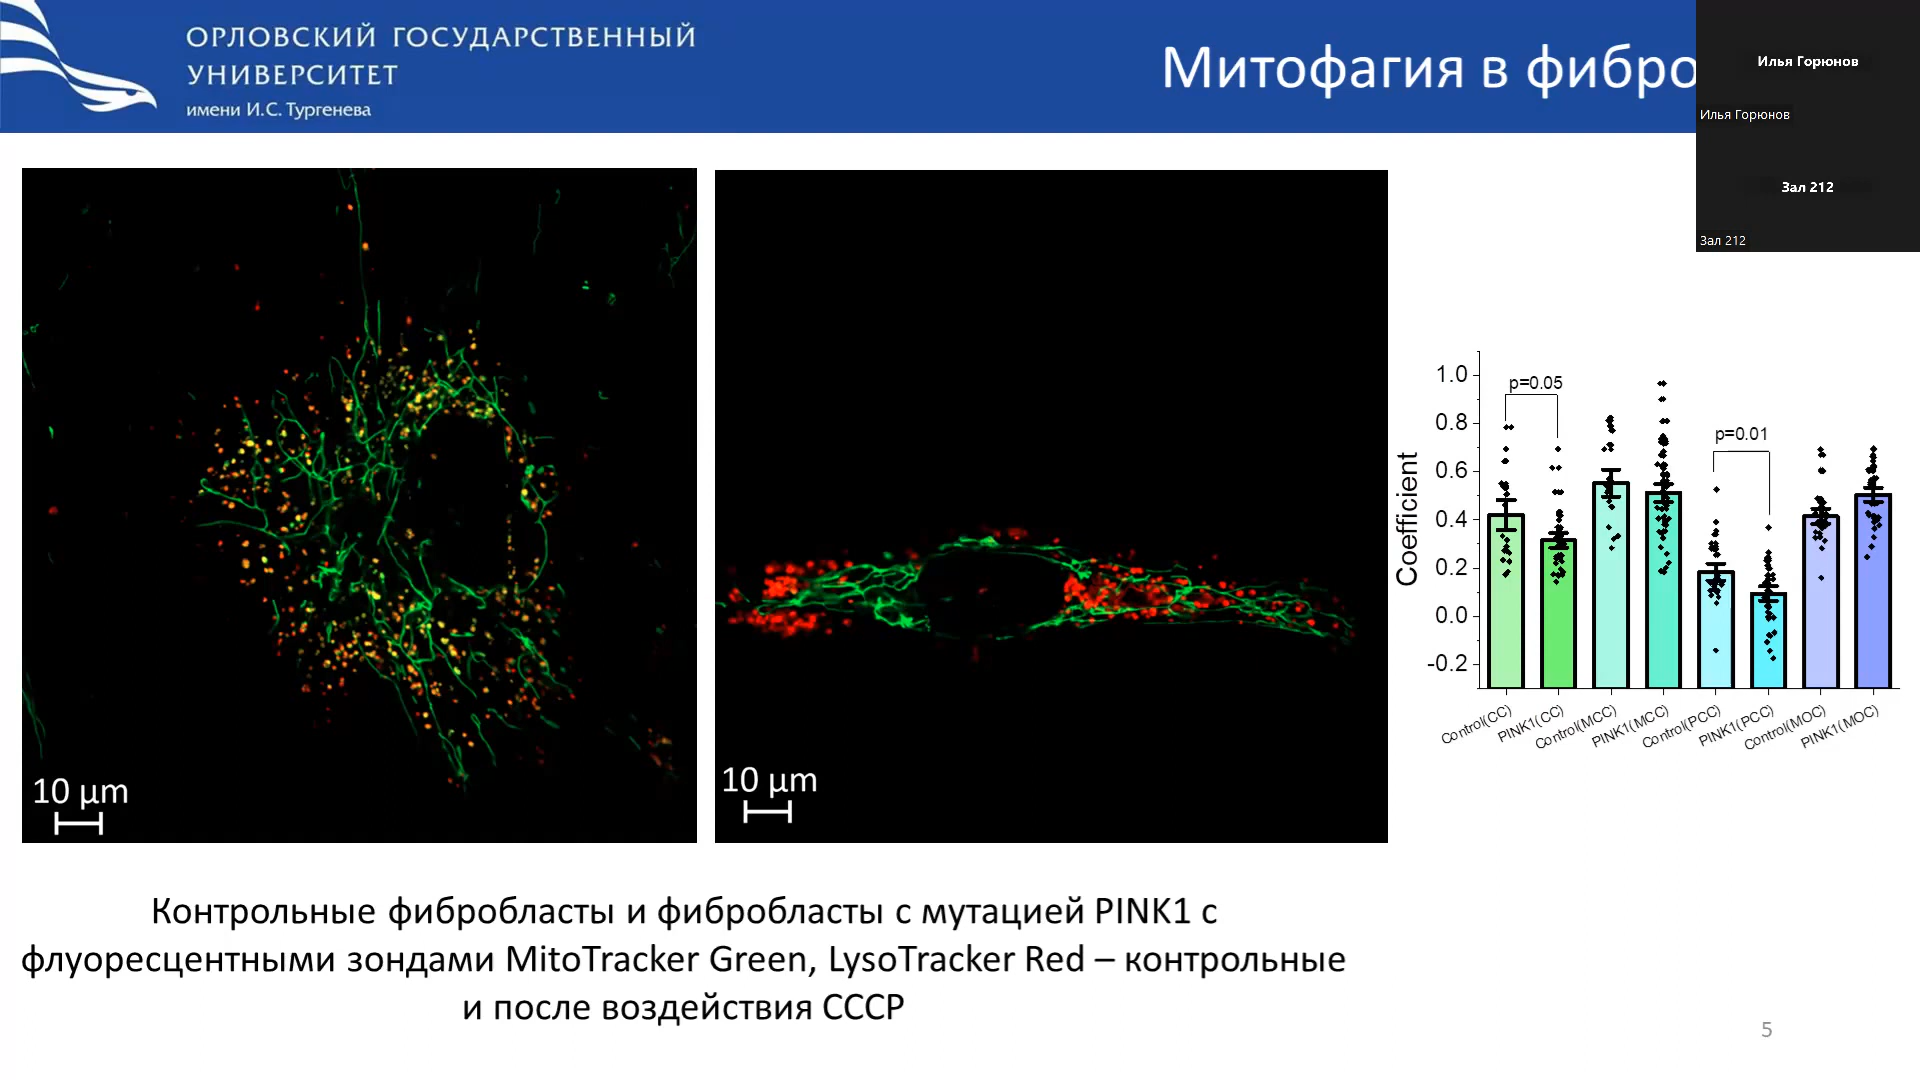 ОРЛОВСКИЙ ГОСУДАРСТВЕННЫЙ
УНИВЕРСИТЕТ
имени И.С. Тургенева
Митофагия в фибро
Илья Горюнов
Илья Горюнов
Зал 212
Зал 212
10 µm
10 µm
Coefficient
1.0
0.8
0.6
0.4
0.2
0.0
-0.2
p=0.05
p=0.01
Control(CC)
PINK1(CC)
Control(MCC)
PINK1(MCC)
Control(PCC)
PINK1(PCC)
Control(MOC)
PINK1(MOC)
Контрольные фибробласты и фибробласты с мутацией PINK1 с
флуоресцентными зондами MitoTracker Green, LysoTracker Red – контрольные
и после воздействия CCCP
5